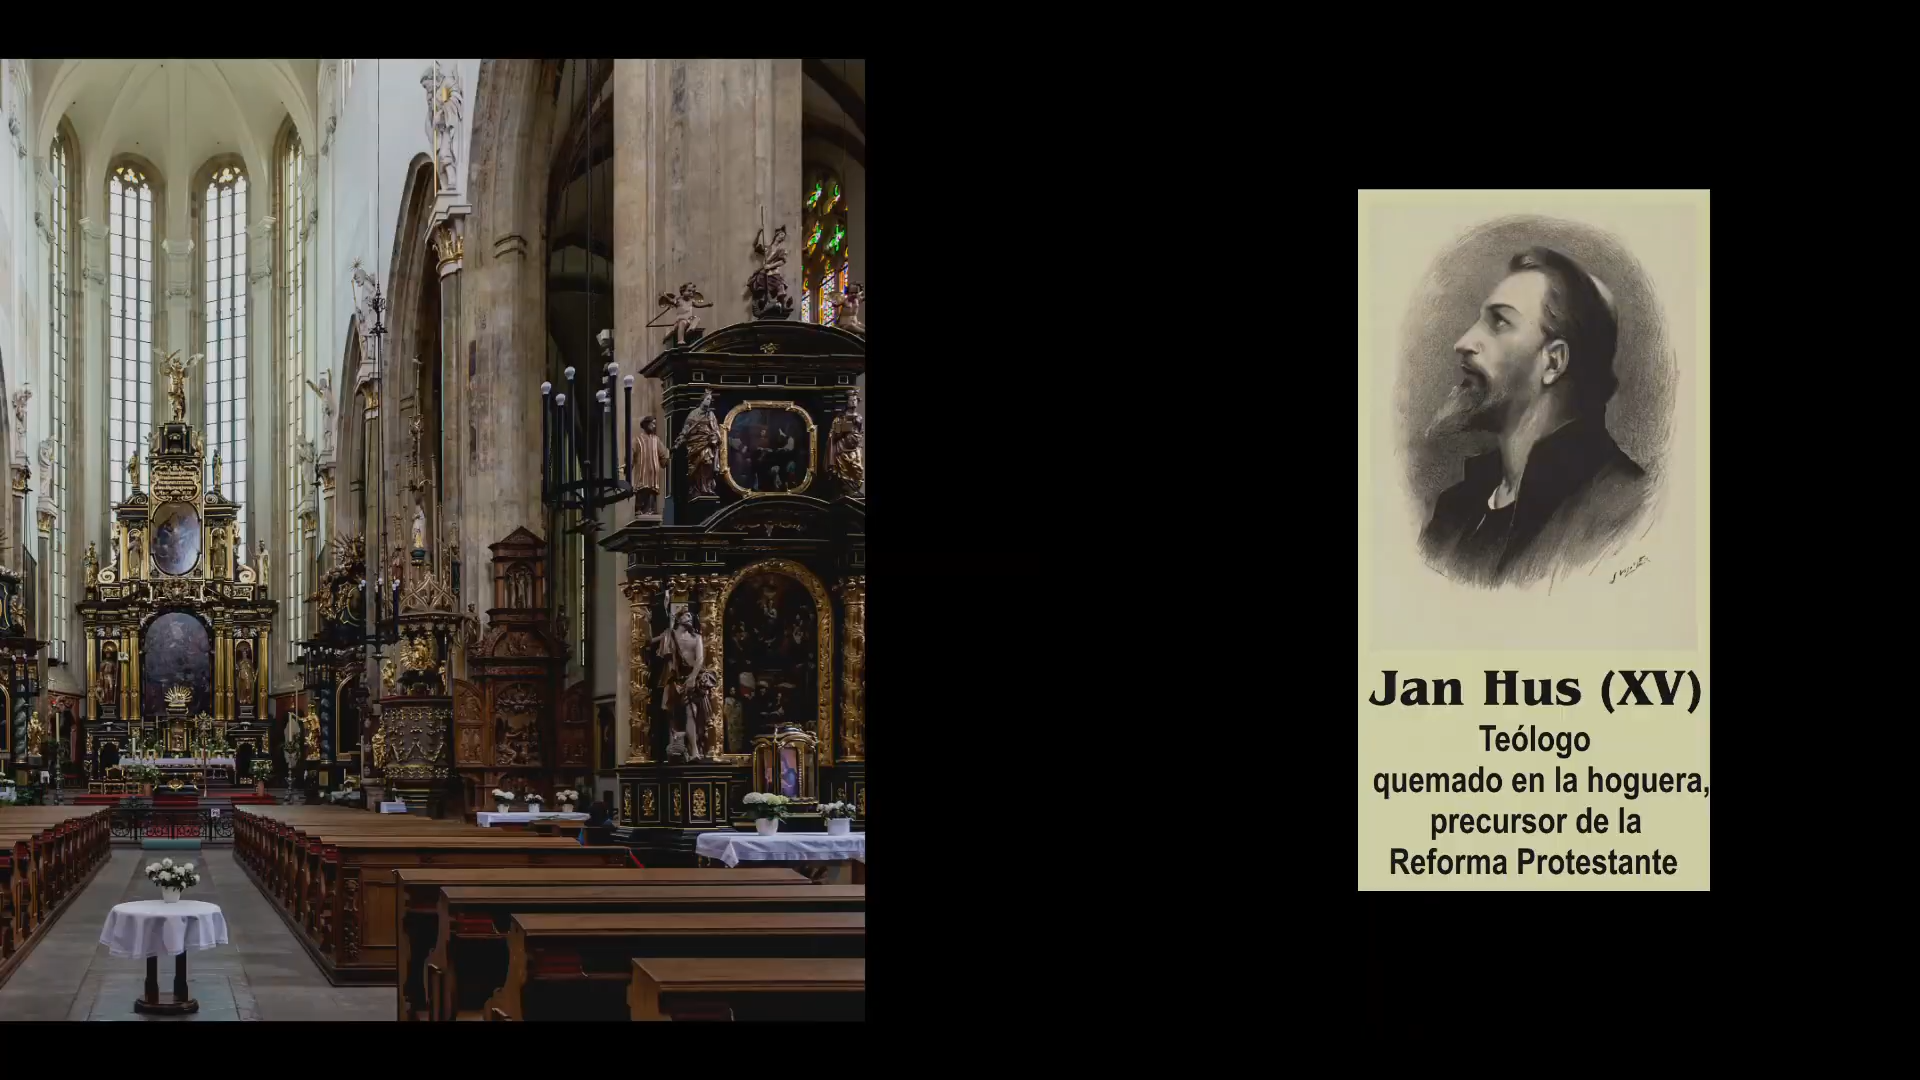 Jan Hus (XV)
Teólogo
quemado en la hoguera,
precursor de la
Reforma Protestante